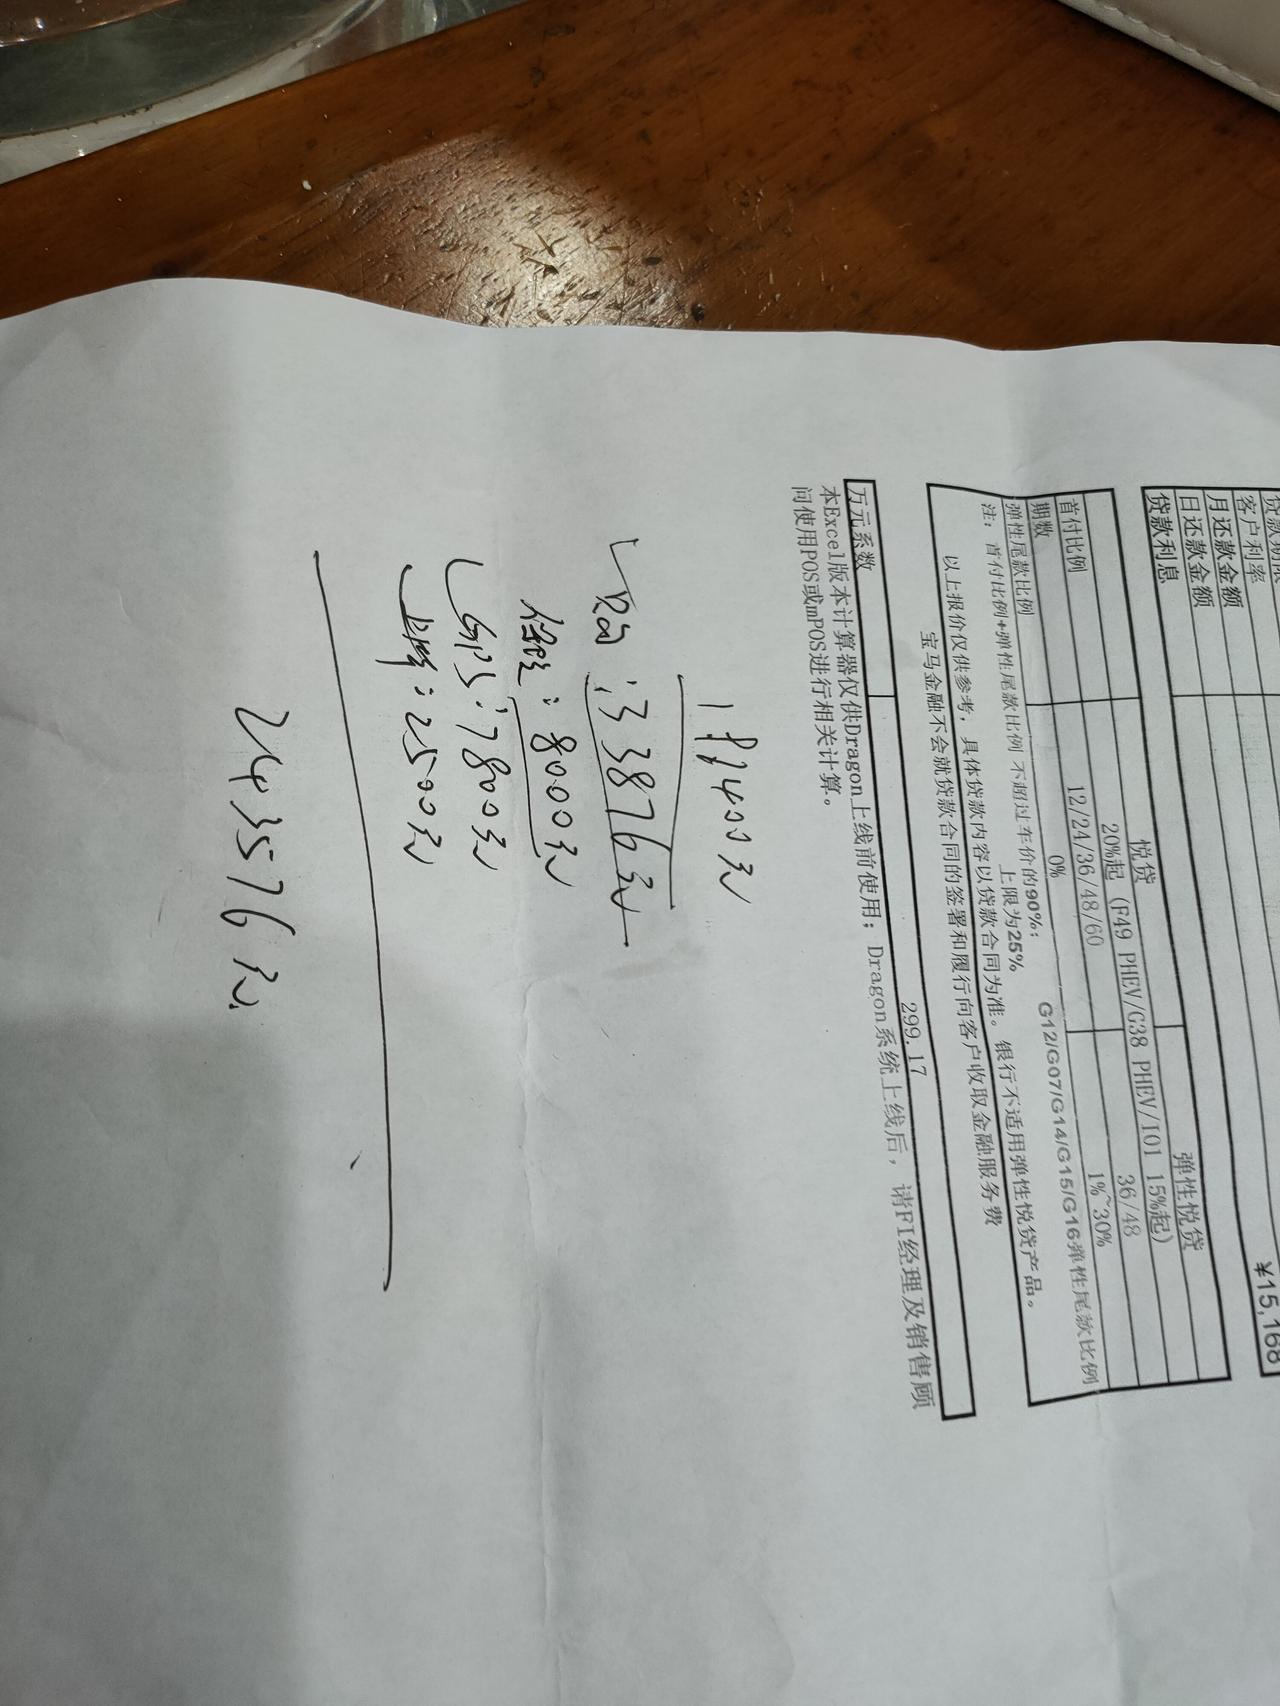 贷款期限
客户利率
月还款金额
日还款金额
贷款利息 ¥15,168
悦贷 弹性悦贷
首付比例 20%起 (F49 PHEV/G38 PHEV/I01 15%起)
期数 12/24/36/48/60 36/48
弹性尾款比例 0% 1%~30%
注：首付比例+弹性尾款比例 不超过车价的90%； G12/G07/G14/G15/G16弹性尾款比例
上限为25%
以上报价仅供参考，具体贷款内容以贷款合同为准。银行不适用弹性悦贷产品。
宝马金融不会就贷款合同的签署和履行向客户收取金融服务费
万元系数 299.17
本Excel版本计算器仅供Dragon上线前使用；Dragon系统上线后，请FI经理及销售顾
问使用POS或mPOS进行相关计算。
191400元
：33876元
保险：8000元
GPS：7800元
上牌：2500元
243576元